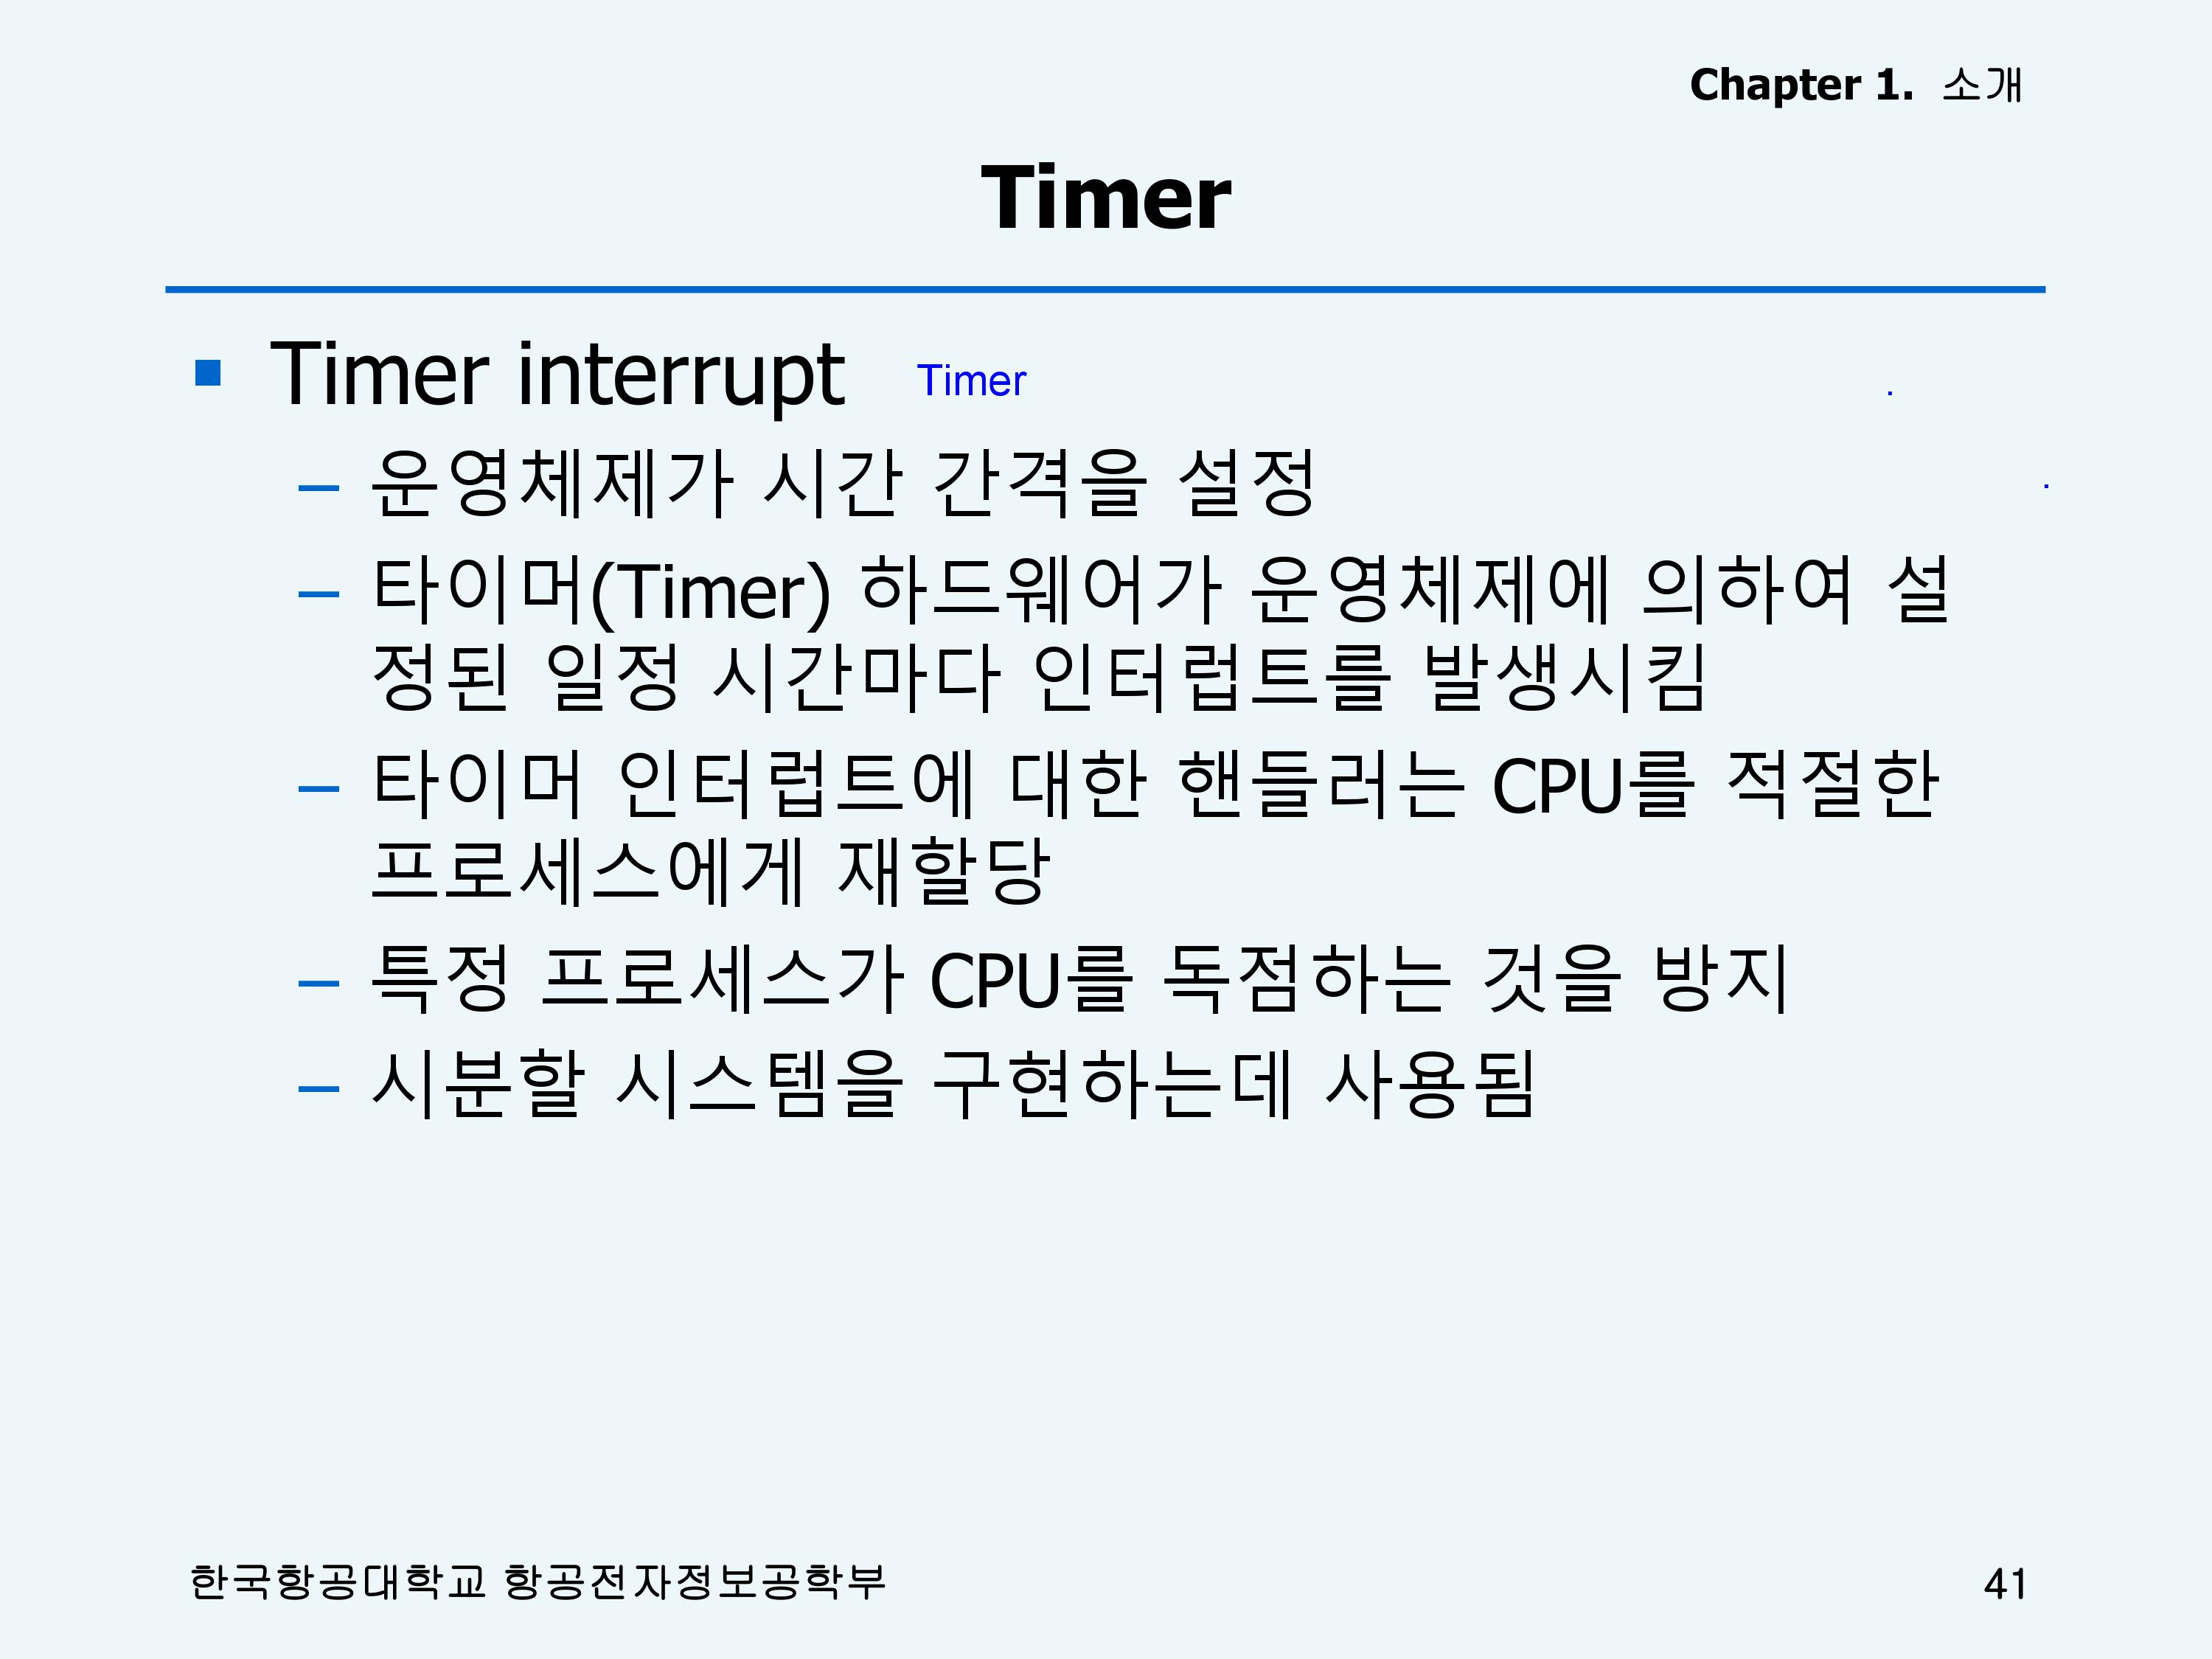 Chapter 1. 소개
Timer
■ Timer interrupt Timer .
– 운영체제가 시간 간격을 설정 .
– 타이머(Timer) 하드웨어가 운영체제에 의하여 설
정된 일정 시간마다 인터럽트를 발생시킴
– 타이머 인터럽트에 대한 핸들러는 CPU를 적절한
프로세스에게 재할당
– 특정 프로세스가 CPU를 독점하는 것을 방지
– 시분할 시스템을 구현하는데 사용됨
한국항공대학교 항공전자정보공학부
41